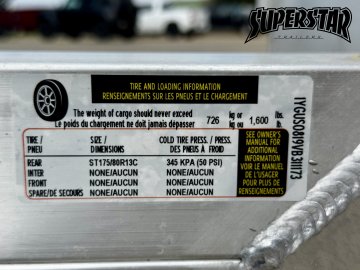 SUPERSTAR
TRAILERS
TIRE AND LOADING INFORMATION
RENSEIGNEMENTS SUR LES PNEUS ET LE CHARGEMENT
The weight of cargo should never exceed
Le poids du chargement ne doit jamais dépasser
726 kg or kg ou 1,600 lbs. lb.
TIRE / PNEU SIZE / DIMENSION COLD TIRE PRESS. / PRESS. DES PNEUS À FROID
REAR ST175/80R13C 345 KPA (50 PSI)
INTER NONE/AUCUN NONE/AUCUN
FRONT NONE/AUCUN NONE/AUCUN
SPARE/DE SECOURS NONE/AUCUN NONE/AUCUN
SEE OWNER'S
MANUAL FOR
ADDITIONAL
INFORMATION
VOIR LE MANUEL
DE L'USAGER
POUR PLUS DE
RENSEIGNEMENTS